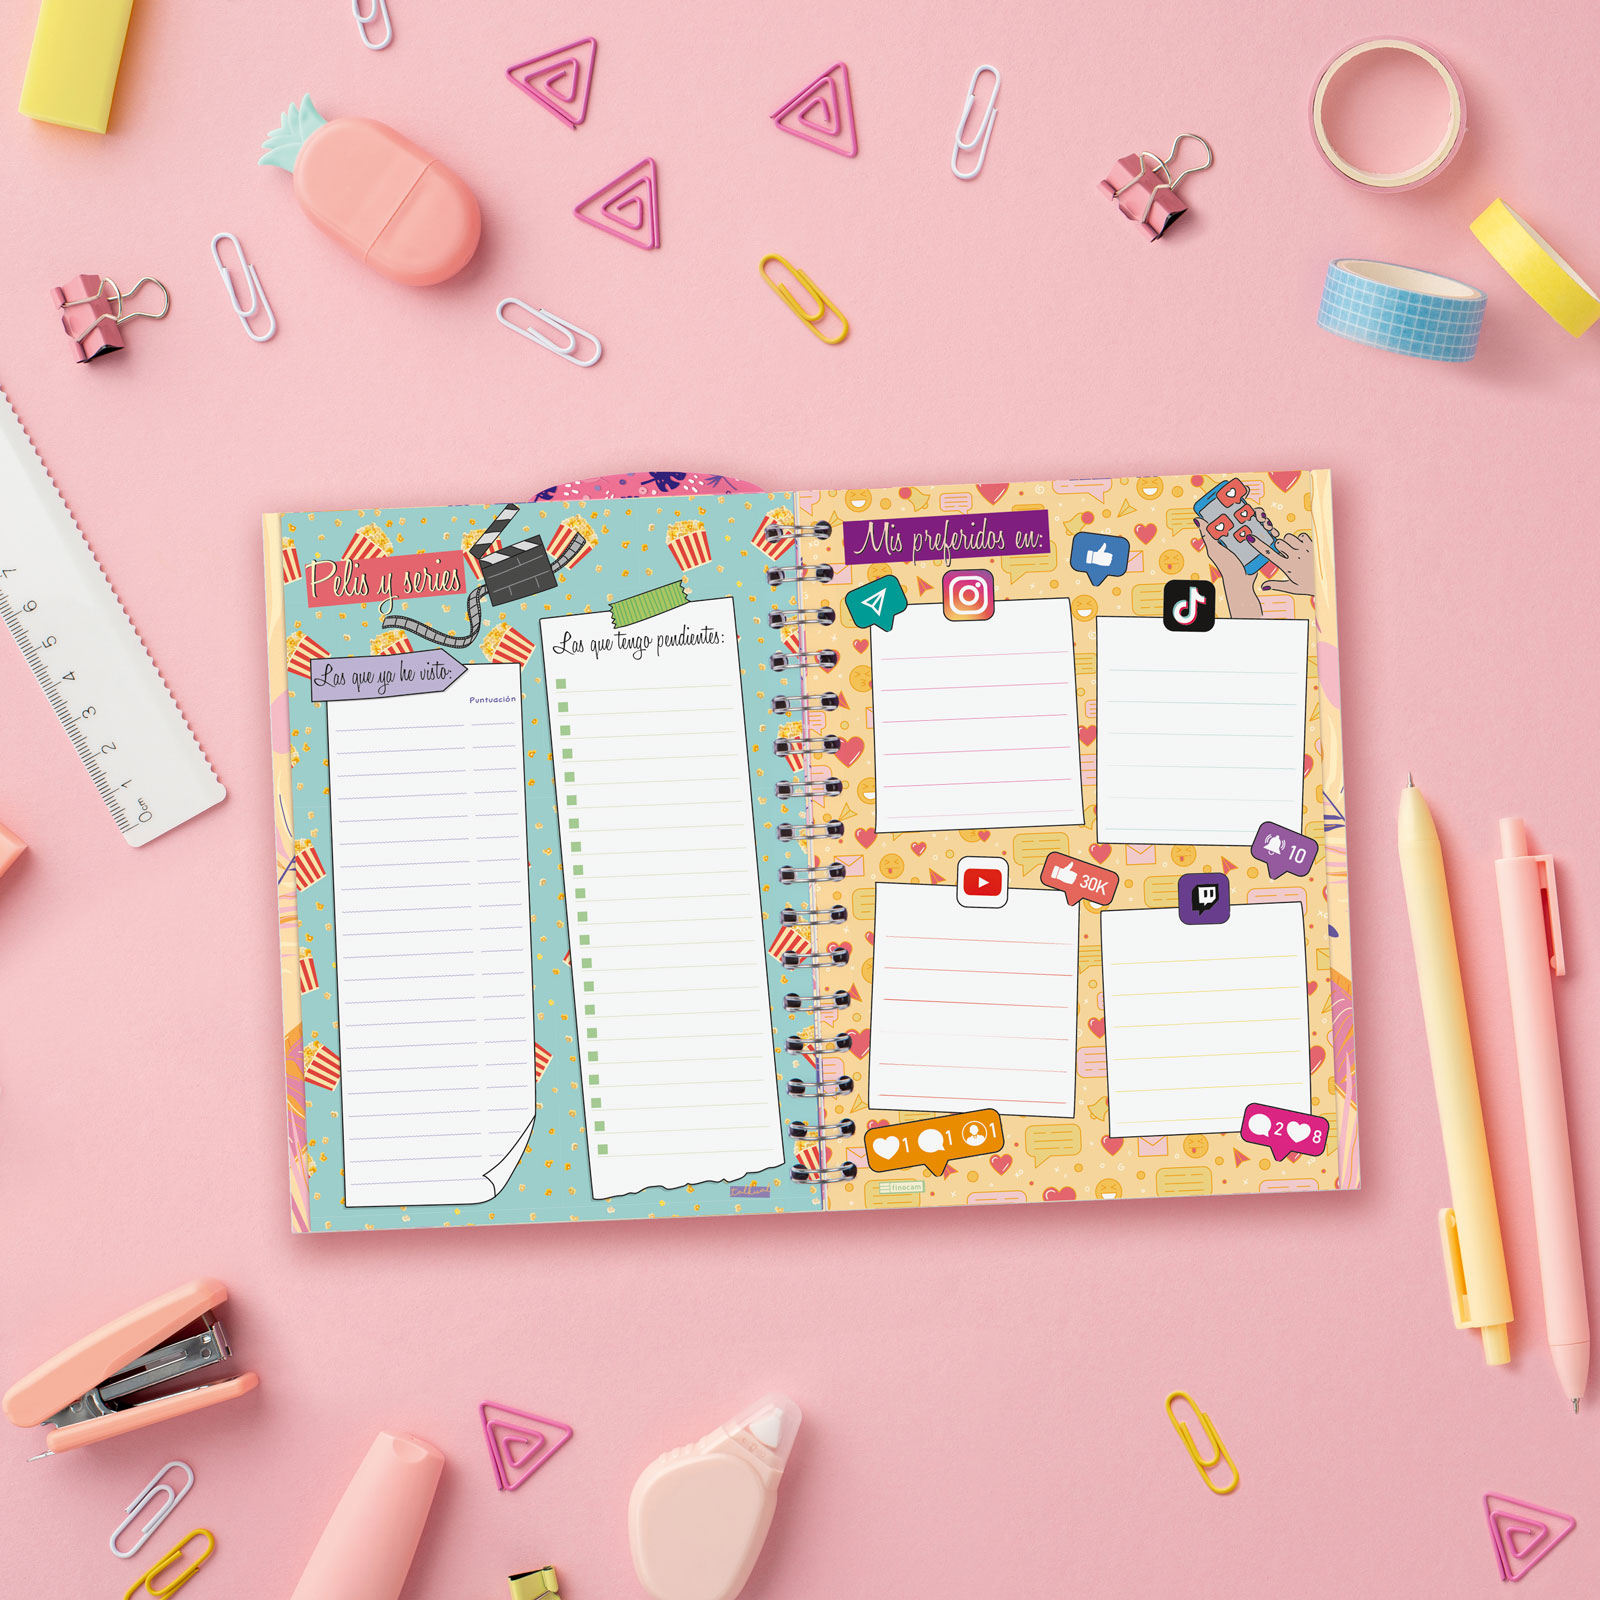 Pelis y series
Las que ya he visto:
Puntuación
Las que tengo pendientes:
Mis preferidos en:
10
30K
1 1 1
2 8
finocam
0cm 1 2 3 4 5 6 7